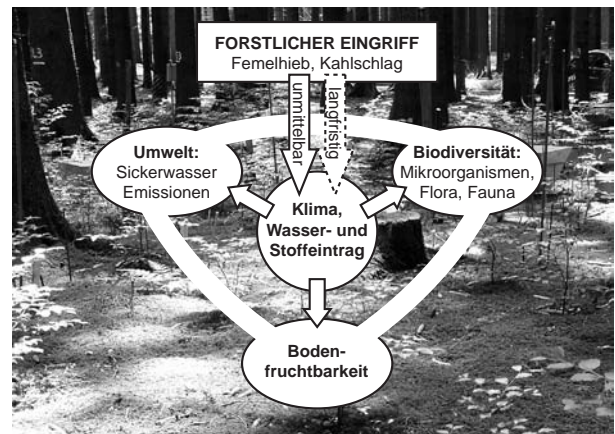 FORSTLICHER EINGRIFF
Femelhieb, Kahlschlag
unmittelbar
langfristig
Umwelt:
Sickerwasser
Emissionen
Biodiversität:
Mikroorganismen,
Flora, Fauna
Klima,
Wasser- und
Stoffeintrag
Boden-
fruchtbarkeit